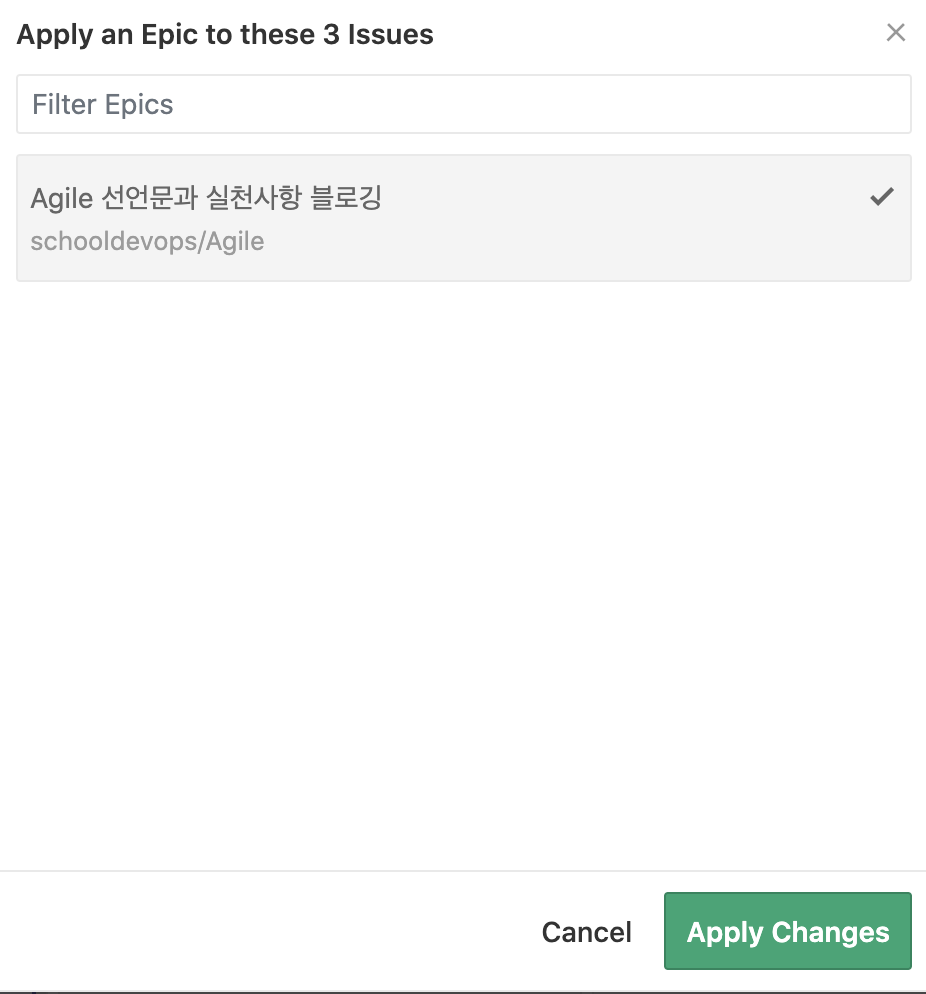 Apply an Epic to these 3 Issues
Filter Epics
Agile 선언문과 실천사항 블로깅
schooldevops/Agile
Cancel
Apply Changes